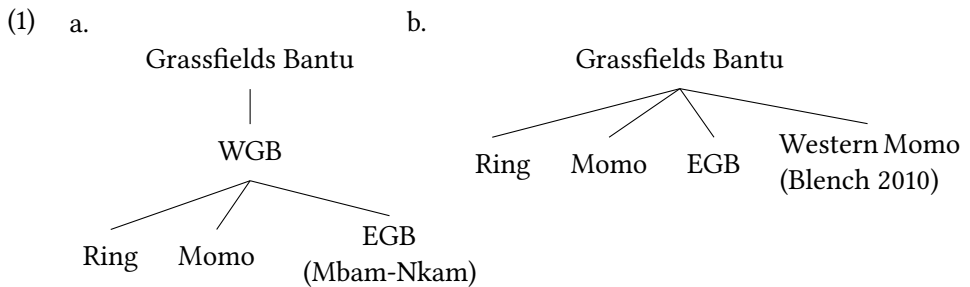 (1) a.
Grassfields Bantu
WGB
Ring Momo EGB
(Mbam-Nkam)
b.
Grassfields Bantu
Ring Momo EGB Western Momo
(Blench 2010)